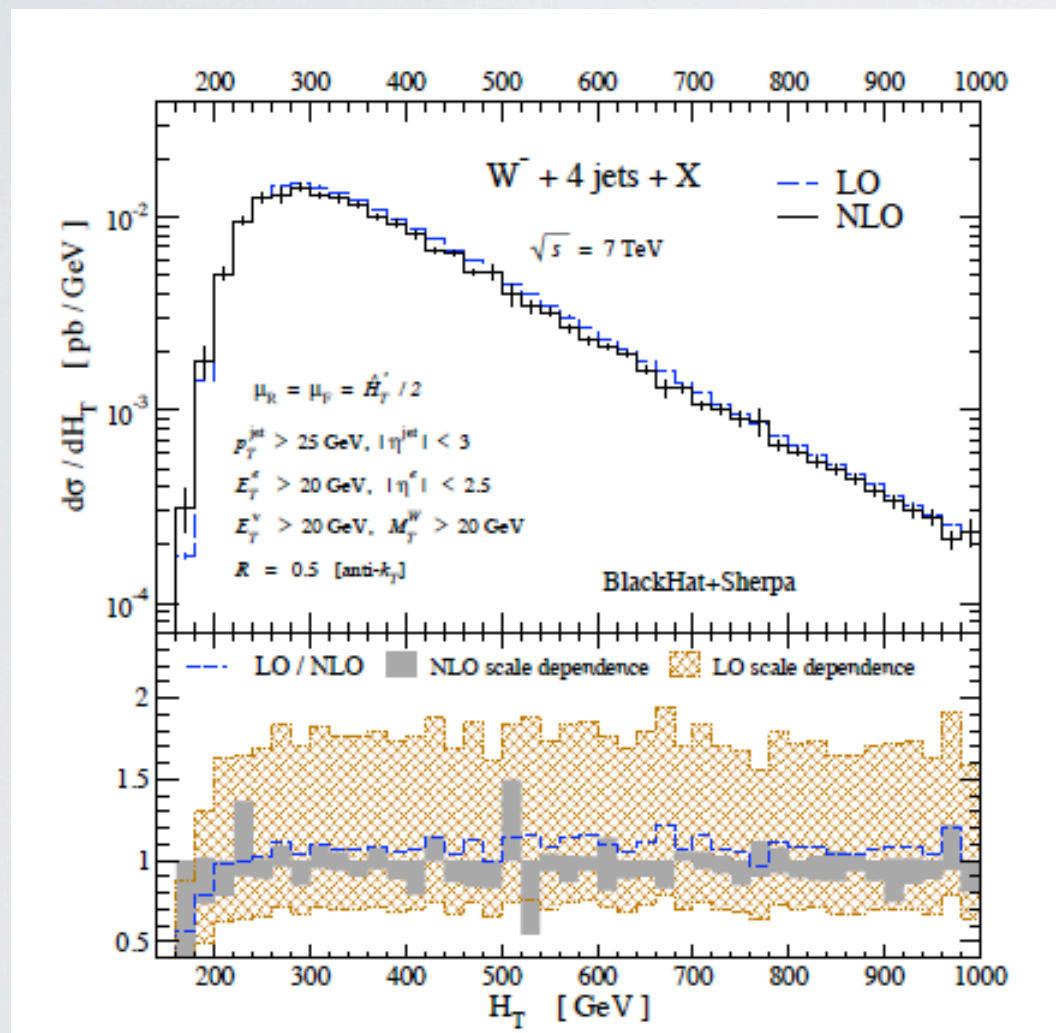 200 300 400 500 600 700 800 900 1000
W⁻ + 4 jets + X
LO
NLO
√s = 7 TeV
10⁻²
10⁻³
10⁻⁴
dσ / dH_T [ pb / GeV ]
μ_R = μ_F = Ĥ_T' / 2
p_T^jet > 25 GeV, | η^jet | < 3
E_T^e > 20 GeV, | η^e | < 2.5
E_T^ν > 20 GeV, M_T^W > 20 GeV
R = 0.5 [anti-k_T]
BlackHat+Sherpa
LO / NLO NLO scale dependence LO scale dependence
2
1.5
1
0.5
200 300 400 500 600 700 800 900 1000
H_T [ GeV ]